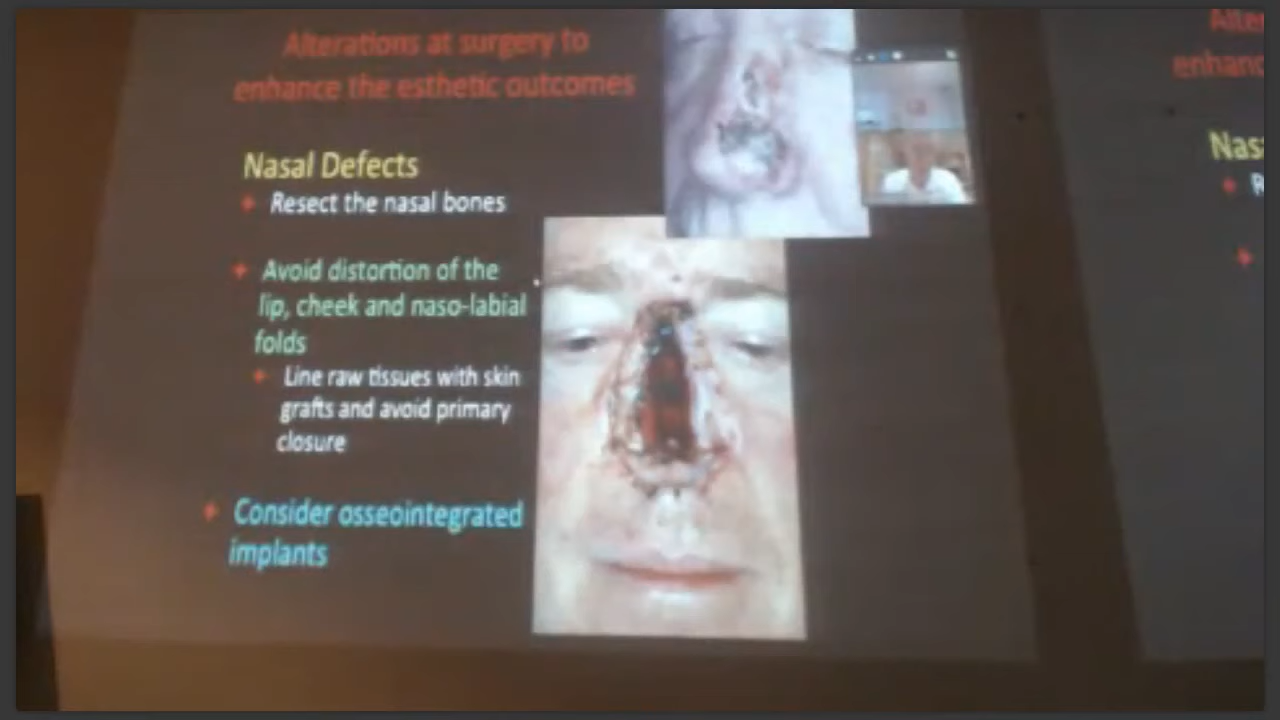 Alterations at surgery to
enhance the esthetic outcomes
Nasal Defects
Resect the nasal bones
Avoid distortion of the
lip, cheek and naso-labial
folds
Line raw tissues with skin
grafts and avoid primary
closure
Consider osseointegrated
implants
Alter
enhanc
Nas
R